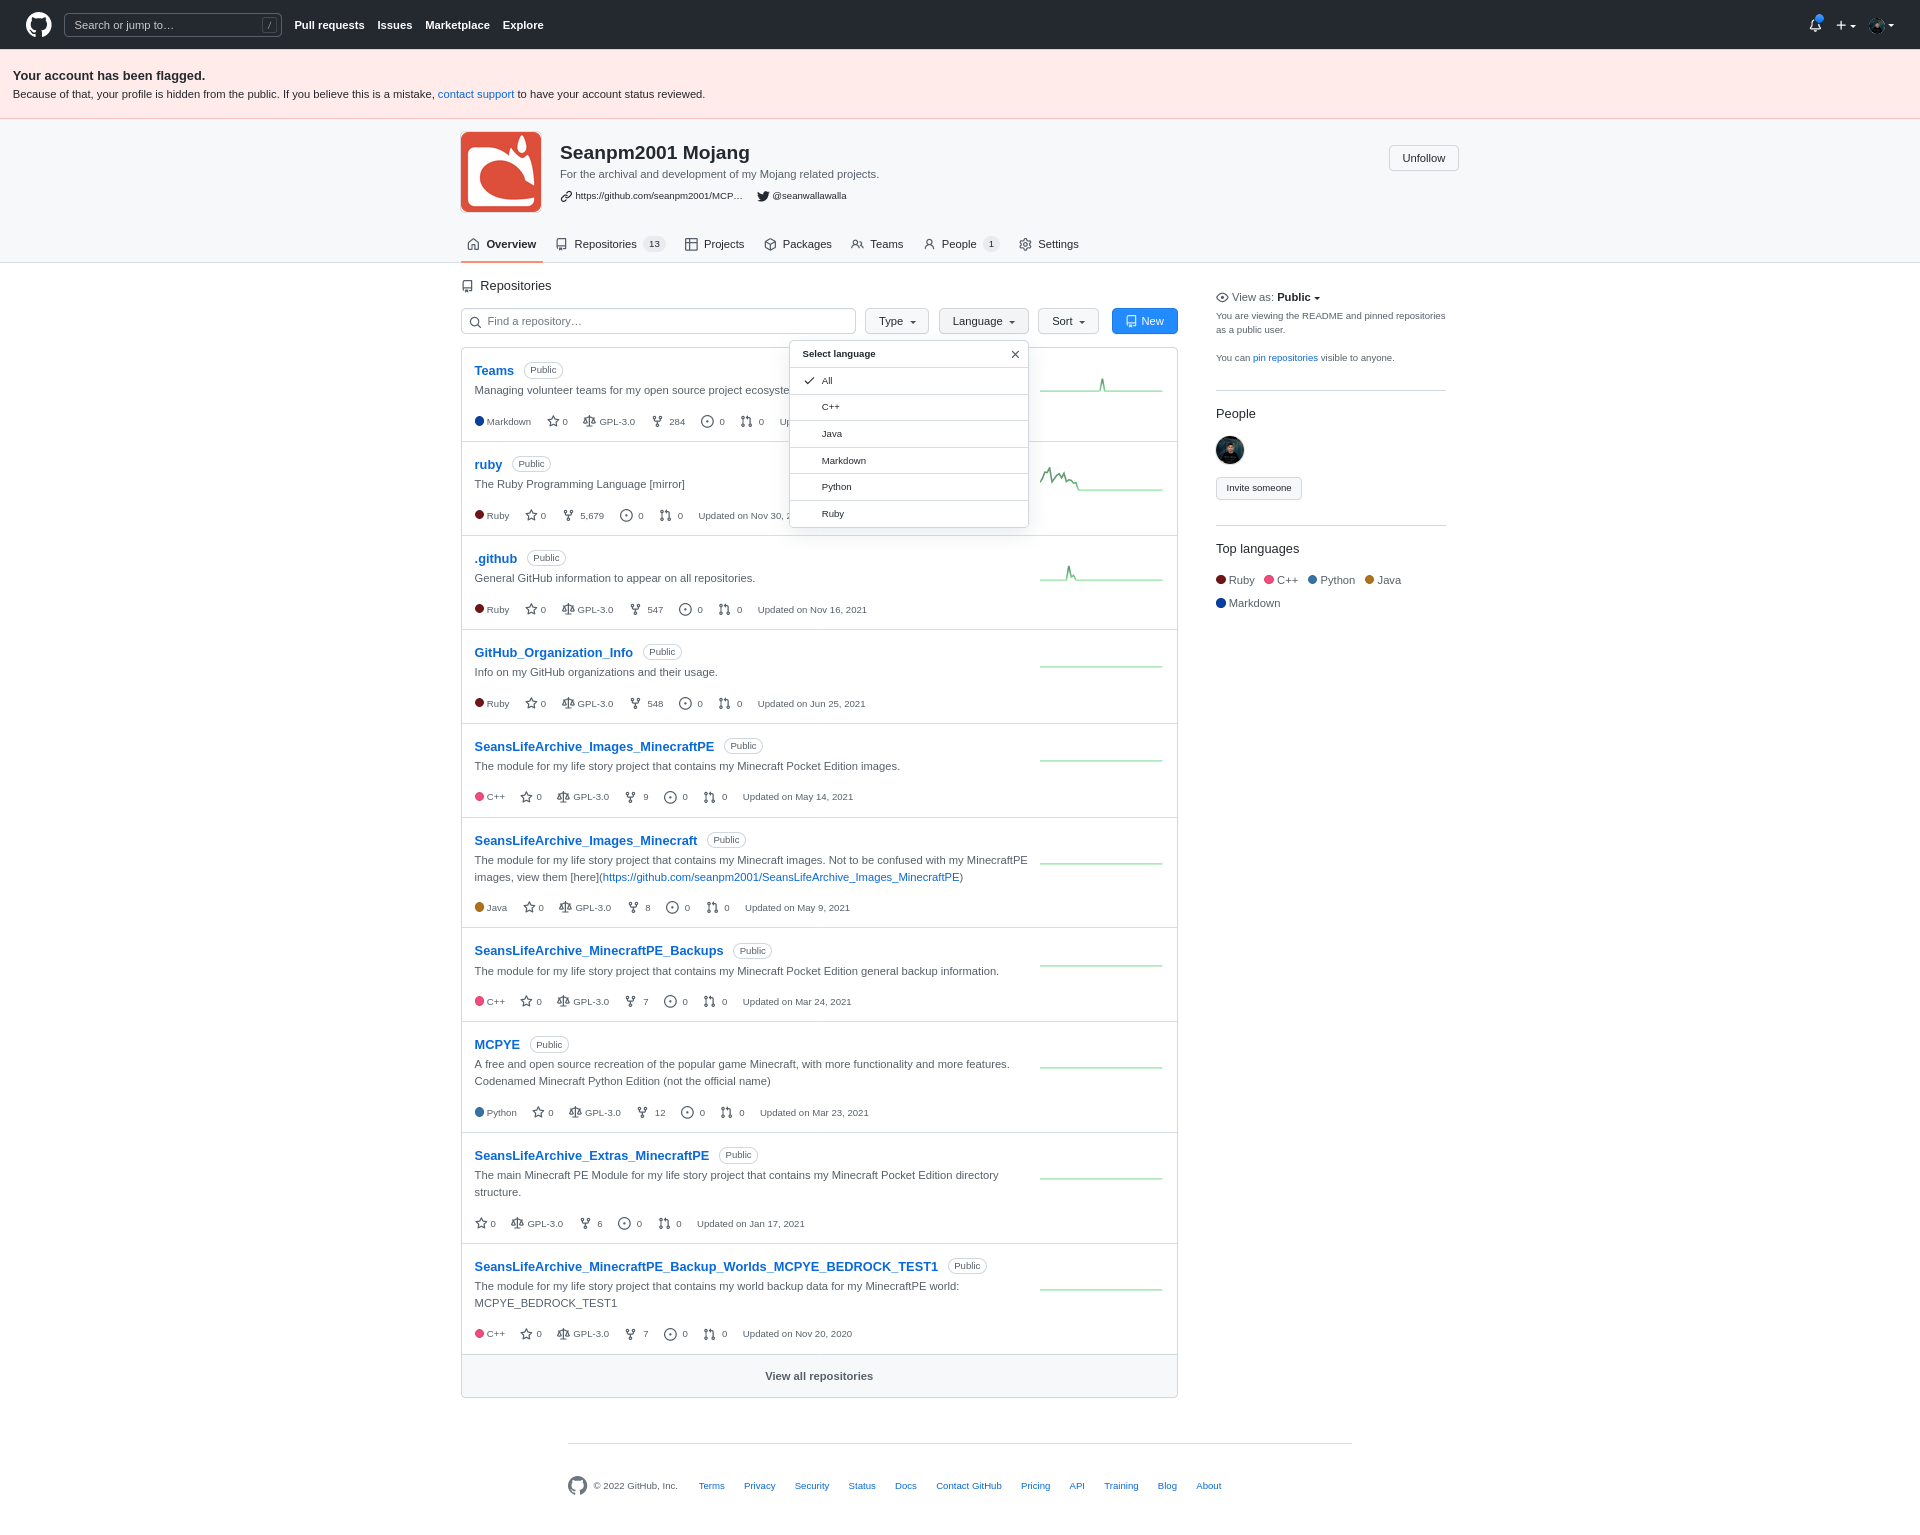 Search or jump to…
/
Pull requests Issues Marketplace Explore
Your account has been flagged.
Because of that, your profile is hidden from the public. If you believe this is a mistake, contact support to have your account status reviewed.
Seanpm2001 Mojang
For the archival and development of my Mojang related projects.
https://github.com/seanpm2001/MCP… @seanwallawalla
Unfollow
Overview Repositories 13 Projects Packages Teams People 1 Settings
Repositories
Find a repository…
Type Language Sort New
Select language
All
C++
Java
Markdown
Python
Ruby
Teams Public
Managing volunteer teams for my open source project ecosyste
Markdown 0 GPL-3.0 284 0 0
ruby Public
The Ruby Programming Language [mirror]
Ruby 0 5,679 0 0 Updated on Nov 30,
.github Public
General GitHub information to appear on all repositories.
Ruby 0 GPL-3.0 547 0 0 Updated on Nov 16, 2021
GitHub_Organization_Info Public
Info on my GitHub organizations and their usage.
Ruby 0 GPL-3.0 548 0 0 Updated on Jun 25, 2021
SeansLifeArchive_Images_MinecraftPE Public
The module for my life story project that contains my Minecraft Pocket Edition images.
C++ 0 GPL-3.0 9 0 0 Updated on May 14, 2021
SeansLifeArchive_Images_Minecraft Public
The module for my life story project that contains my Minecraft images. Not to be confused with my MinecraftPE
images, view them [here](https://github.com/seanpm2001/SeansLifeArchive_Images_MinecraftPE)
Java 0 GPL-3.0 8 0 0 Updated on May 9, 2021
SeansLifeArchive_MinecraftPE_Backups Public
The module for my life story project that contains my Minecraft Pocket Edition general backup information.
C++ 0 GPL-3.0 7 0 0 Updated on Mar 24, 2021
MCPYE Public
A free and open source recreation of the popular game Minecraft, with more functionality and more features.
Codenamed Minecraft Python Edition (not the official name)
Python 0 GPL-3.0 12 0 0 Updated on Mar 23, 2021
SeansLifeArchive_Extras_MinecraftPE Public
The main Minecraft PE Module for my life story project that contains my Minecraft Pocket Edition directory
structure.
0 GPL-3.0 6 0 0 Updated on Jan 17, 2021
SeansLifeArchive_MinecraftPE_Backup_Worlds_MCPYE_BEDROCK_TEST1 Public
The module for my life story project that contains my world backup data for my MinecraftPE world:
MCPYE_BEDROCK_TEST1
C++ 0 GPL-3.0 7 0 0 Updated on Nov 20, 2020
View all repositories
View as: Public
You are viewing the README and pinned repositories
as a public user.
You can pin repositories visible to anyone.
People
Invite someone
Top languages
Ruby C++ Python Java
Markdown
© 2022 GitHub, Inc. Terms Privacy Security Status Docs Contact GitHub Pricing API Training Blog About